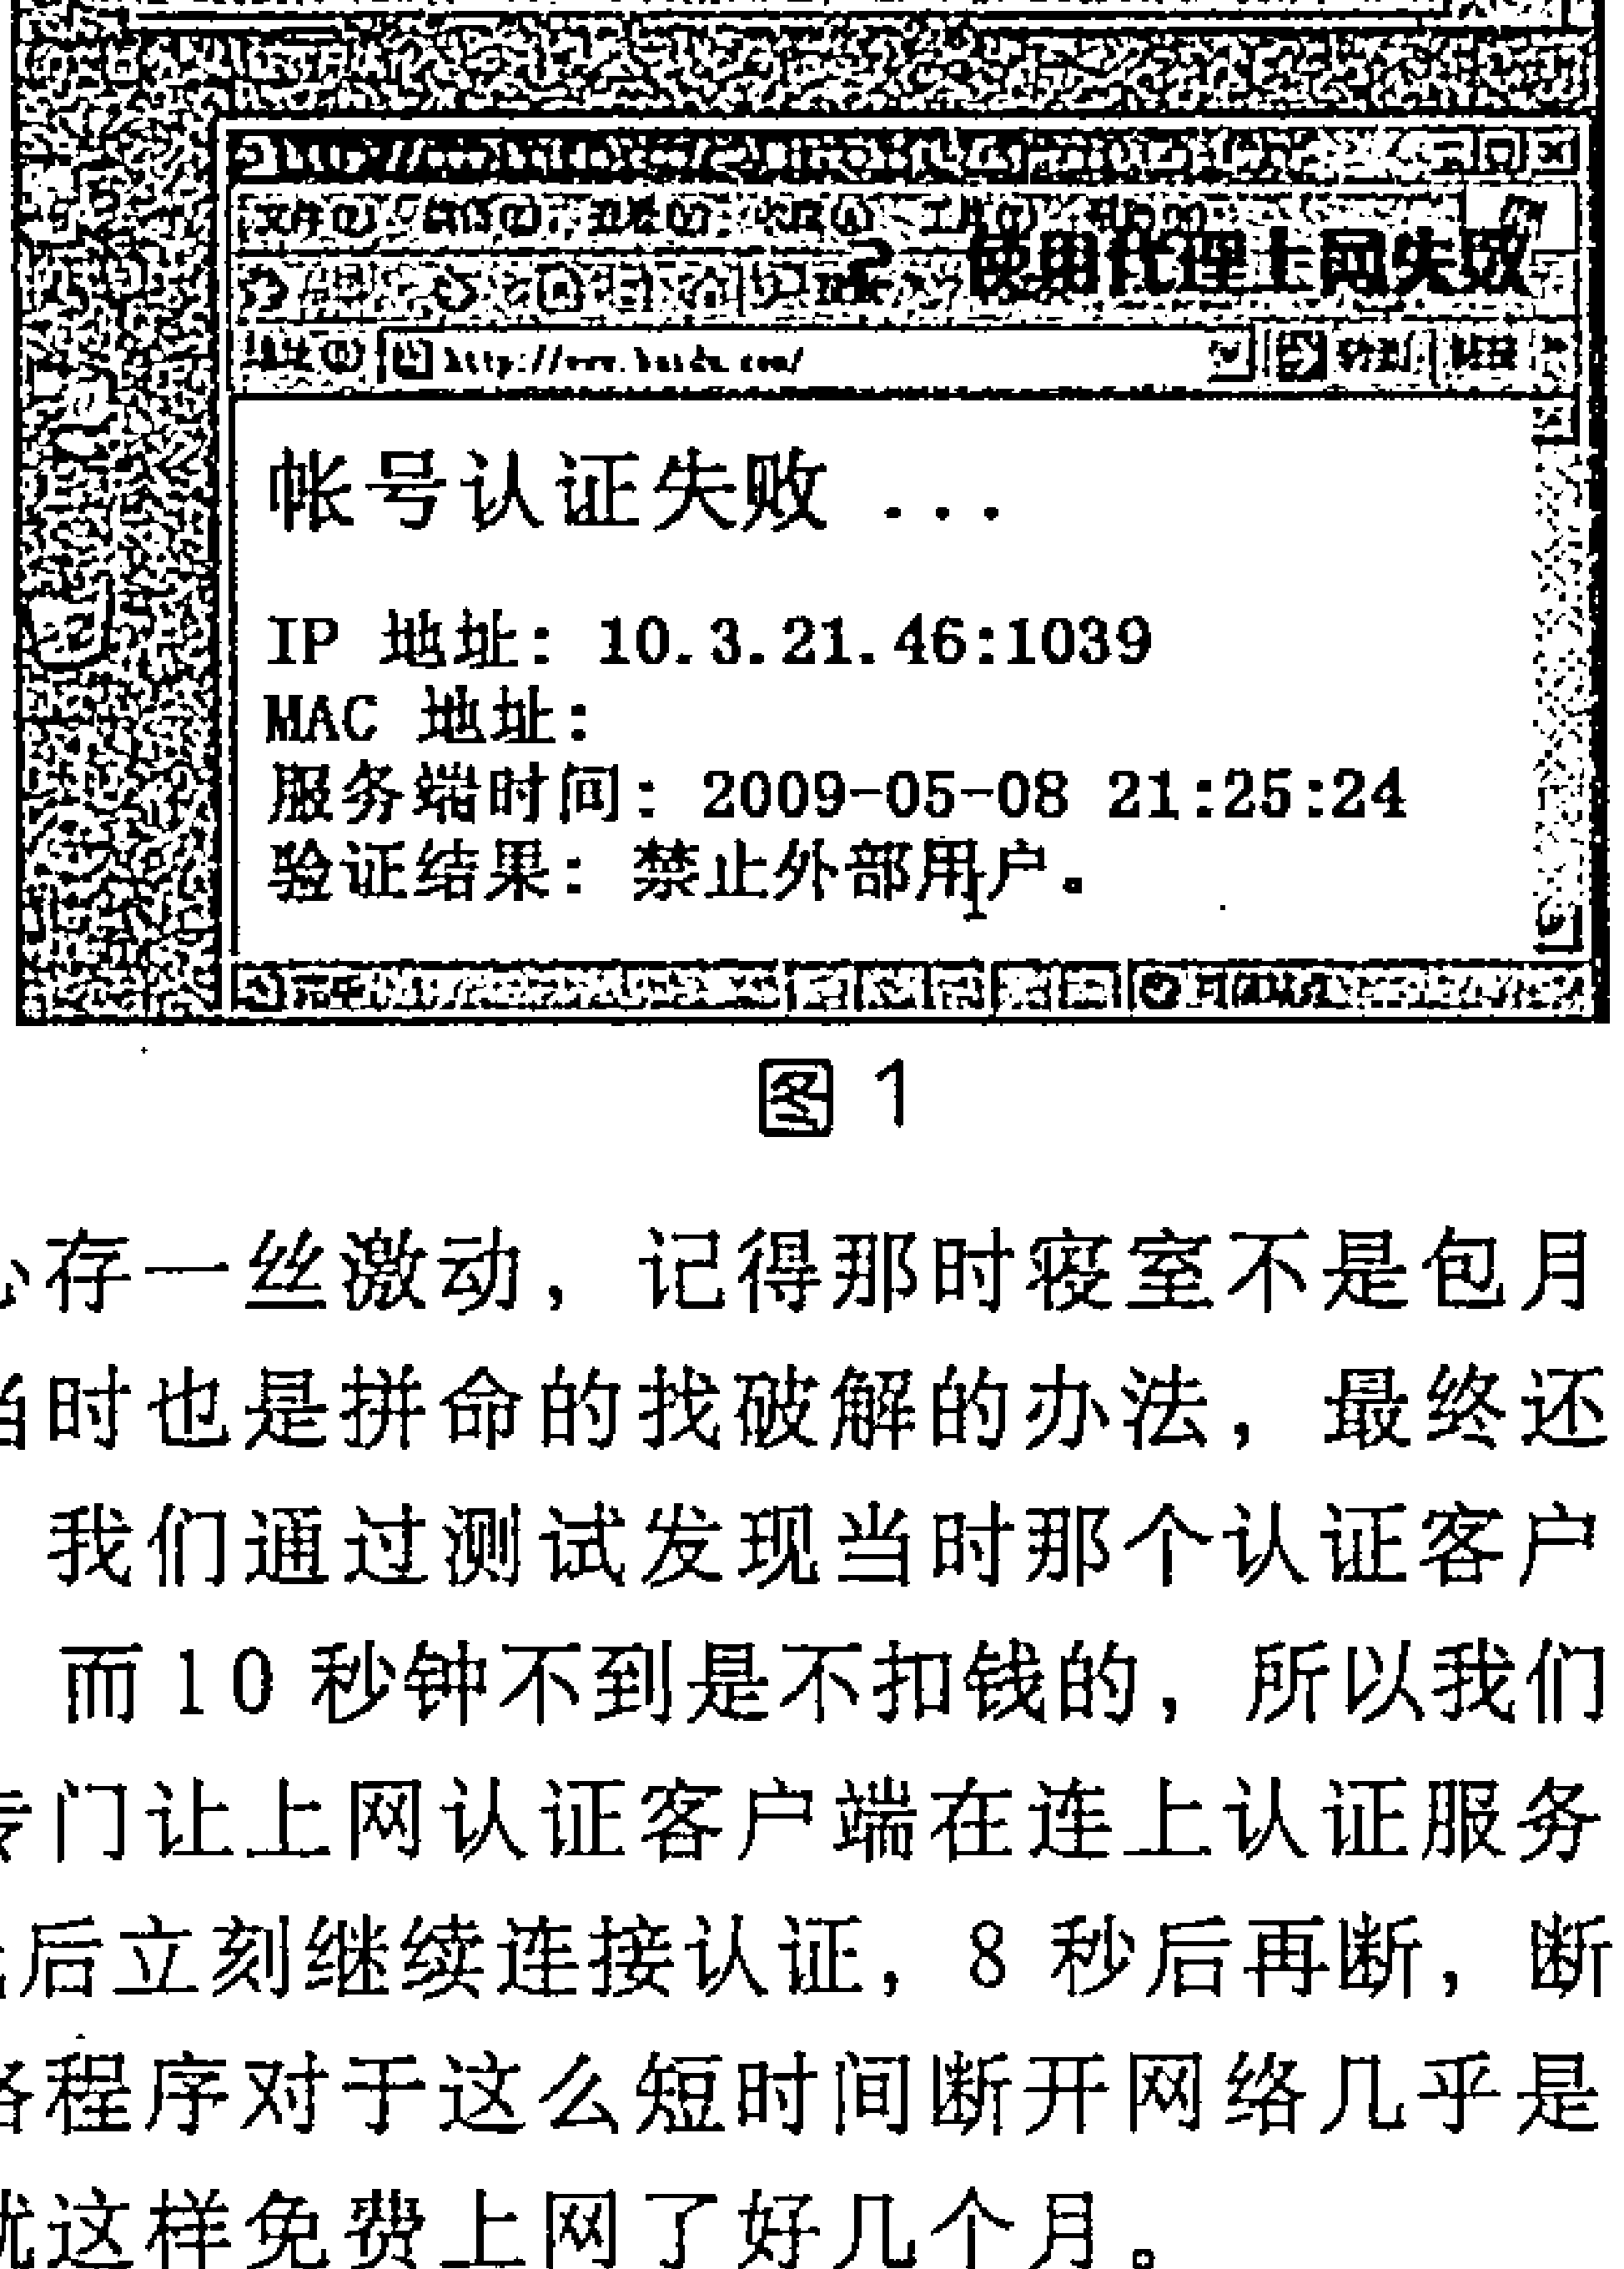 2、使用代理上网失败
http://www.baidu.com/
帐号认证失败 ...
IP 地址: 10.3.21.46:1039
MAC 地址:
服务端时间: 2009-05-08 21:25:24
验证结果: 禁止外部用户。
图 1
心存一丝激动，记得那时寝室不是包月
当时也是拼命的找破解的办法，最终还
我们通过测试发现当时那个认证客户
而10 秒钟不到是不扣钱的，所以我们
专门让上网认证客户端在连上认证服务
后立刻继续连接认证，8 秒后再断，断
络程序对于这么短时间断开网络几乎是
就这样免费上网了好几个月。